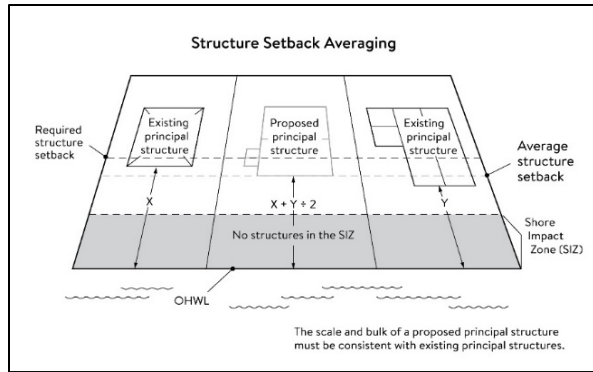 Structure Setback Averaging
Required
structure
setback
Existing
principal
structure
Proposed
principal
structure
Existing
principal
structure
Average
structure
setback
X
X + Y ÷ 2
Y
No structures in the SIZ
Shore
Impact
Zone (SIZ)
OHWL
The scale and bulk of a proposed principal structure
must be consistent with existing principal structures.